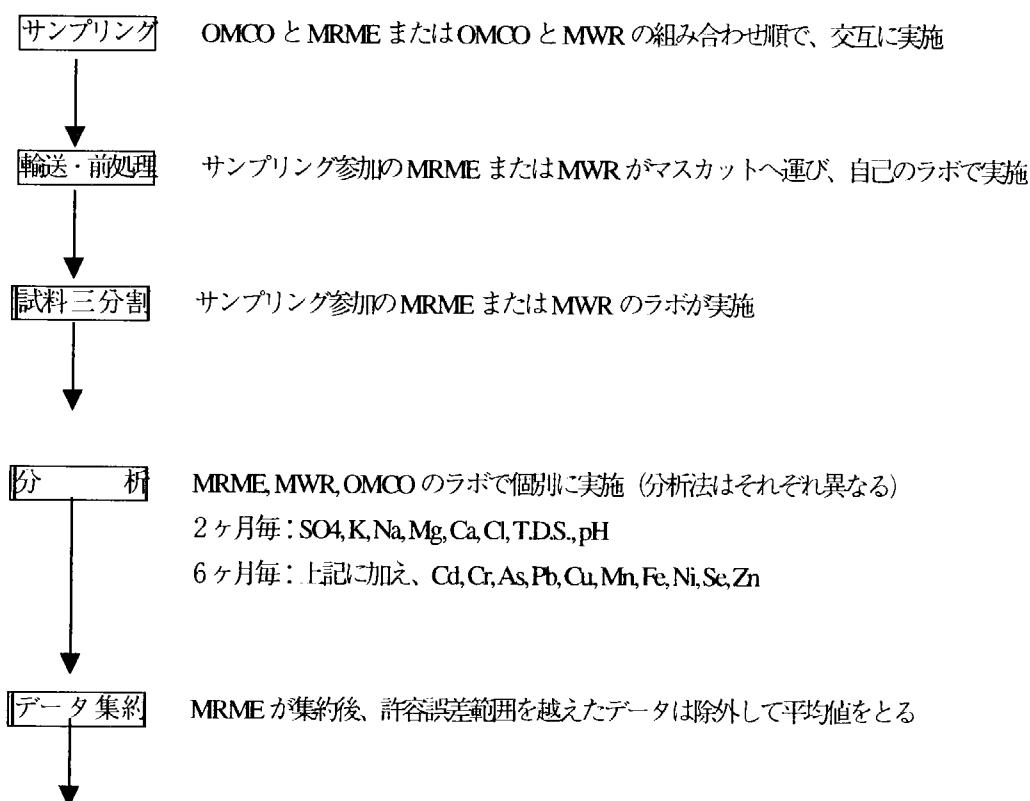 サンプリング OMCO と MRME または OMCO と MWR の組み合わせ順で、交互に実施
輸送・前処理 サンプリング参加の MRME または MWR がマスカットへ運び、自己のラボで実施
試料三分割 サンプリング参加の MRME または MWR のラボが実施
分 析 MRME, MWR, OMCO のラボで個別に実施（分析法はそれぞれ異なる）
2ヶ月毎：SO4, K, Na, Mg, Ca, Cl, T.D.S., pH
6ヶ月毎：上記に加え、Cd, Cr, As, Pb, Cu, Mn, Fe, Ni, Se, Zn
データ集約 MRME が集約後、許容誤差範囲を越えたデータは除外して平均値をとる